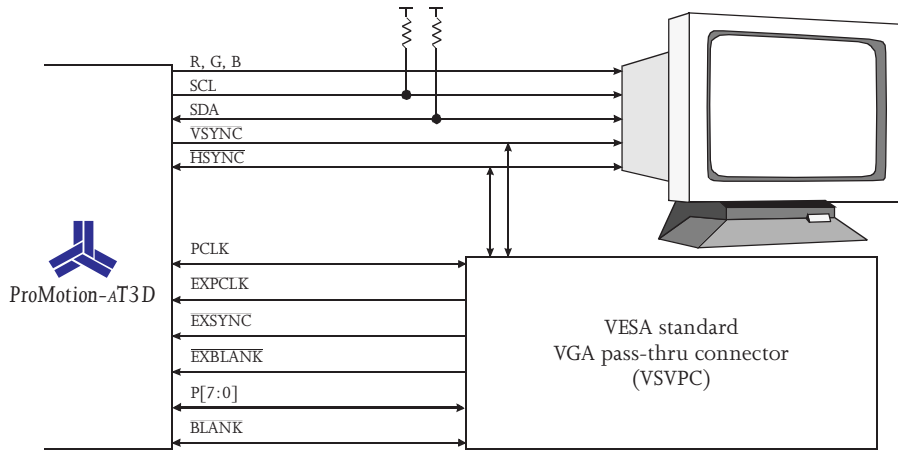 R, G, B
SCL
SDA
VSYNC
HSYNC
PCLK
EXPCLK
EXSYNC
EXBLANK
P[7:0]
BLANK
ProMotion-AT3D
VESA standard
VGA pass-thru connector
(VSVPC)